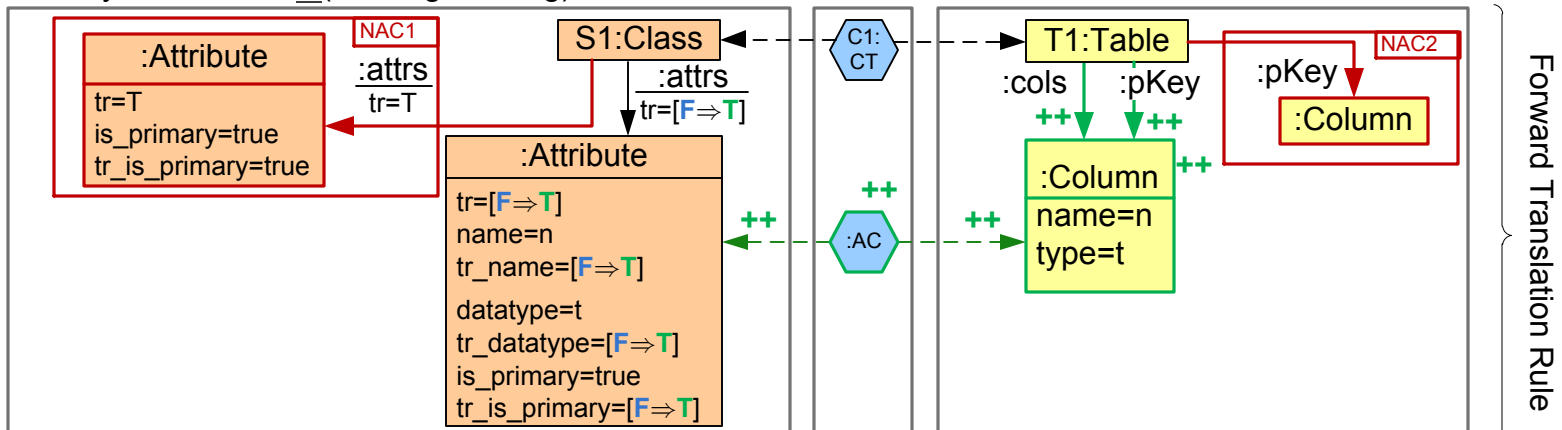 NAC1
:Attribute
tr=T
is_primary=true
tr_is_primary=true
:attrs
tr=T
S1:Class
:attrs
tr=[F⇒T]
:Attribute
tr=[F⇒T]
name=n
tr_name=[F⇒T]
datatype=t
tr_datatype=[F⇒T]
is_primary=true
tr_is_primary=[F⇒T]
C1:
CT
++
++
:AC
++
T1:Table
:cols
:pKey
++
++
++
:Column
name=n
type=t
NAC2
:pKey
:Column
Forward Translation Rule